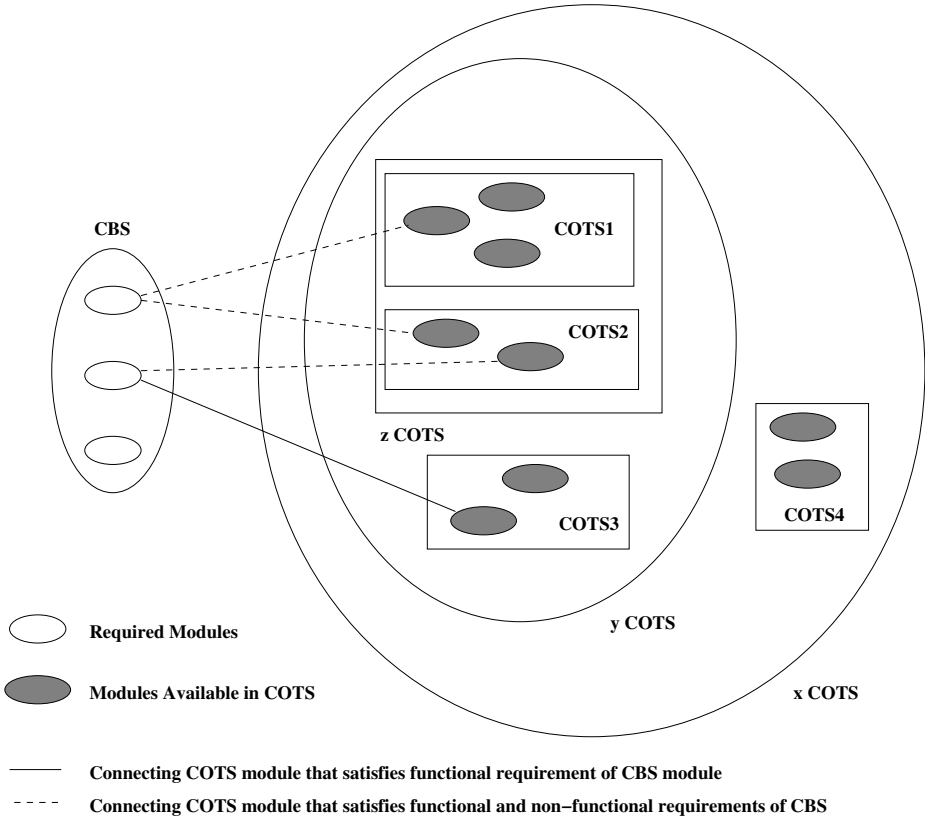 CBS
COTS1
COTS2
z COTS
COTS3
COTS4
y COTS
x COTS
Required Modules
Modules Available in COTS
Connecting COTS module that satisfies functional requirement of CBS module
Connecting COTS module that satisfies functional and non−functional requirements of CBS